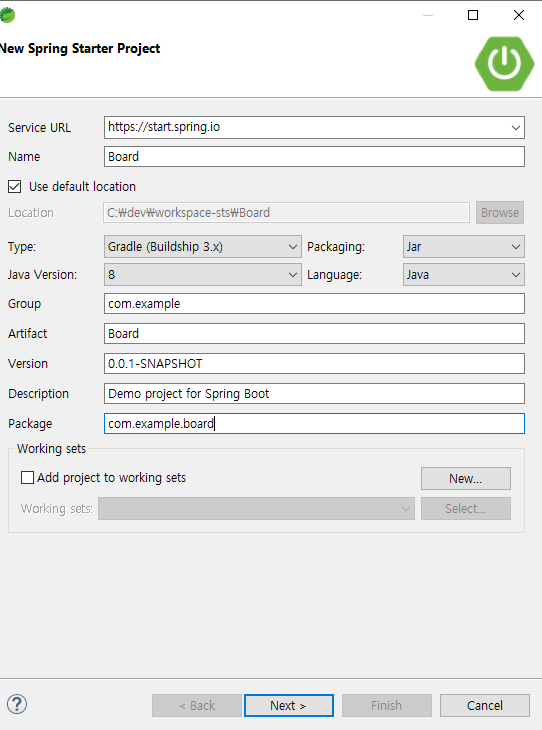 New Spring Starter Project
Service URL https://start.spring.io
Name Board
Use default location
Location C:₩dev₩workspace-sts₩Board Browse
Type: Gradle (Buildship 3.x) Packaging: Jar
Java Version: 8 Language: Java
Group com.example
Artifact Board
Version 0.0.1-SNAPSHOT
Description Demo project for Spring Boot
Package com.example.board
Working sets
Add project to working sets New...
Working sets: Select...
? < Back Next > Finish Cancel